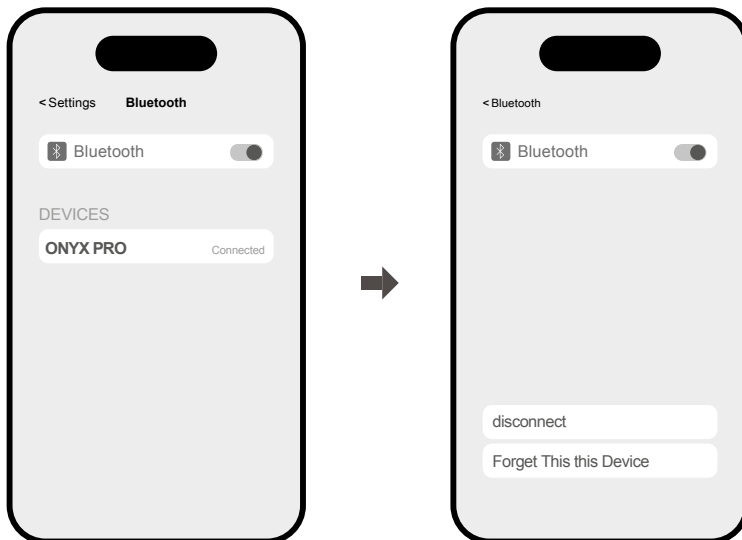 < Settings Bluetooth
Bluetooth
DEVICES
ONYX PRO Connected
< Bluetooth
Bluetooth
disconnect
Forget This this Device